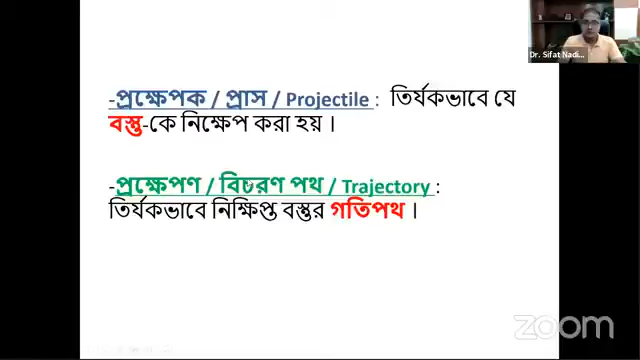 Dr. Sifat Nadi...
-প্রক্ষেপক / প্রাস / Projectile : তির্যকভাবে যে
বস্তু-কে নিক্ষেপ করা হয় ।
-প্রক্ষেপণ / বিচরণ পথ / Trajectory :
তির্যকভাবে নিক্ষিপ্ত বস্তুর গতিপথ ।
zoom